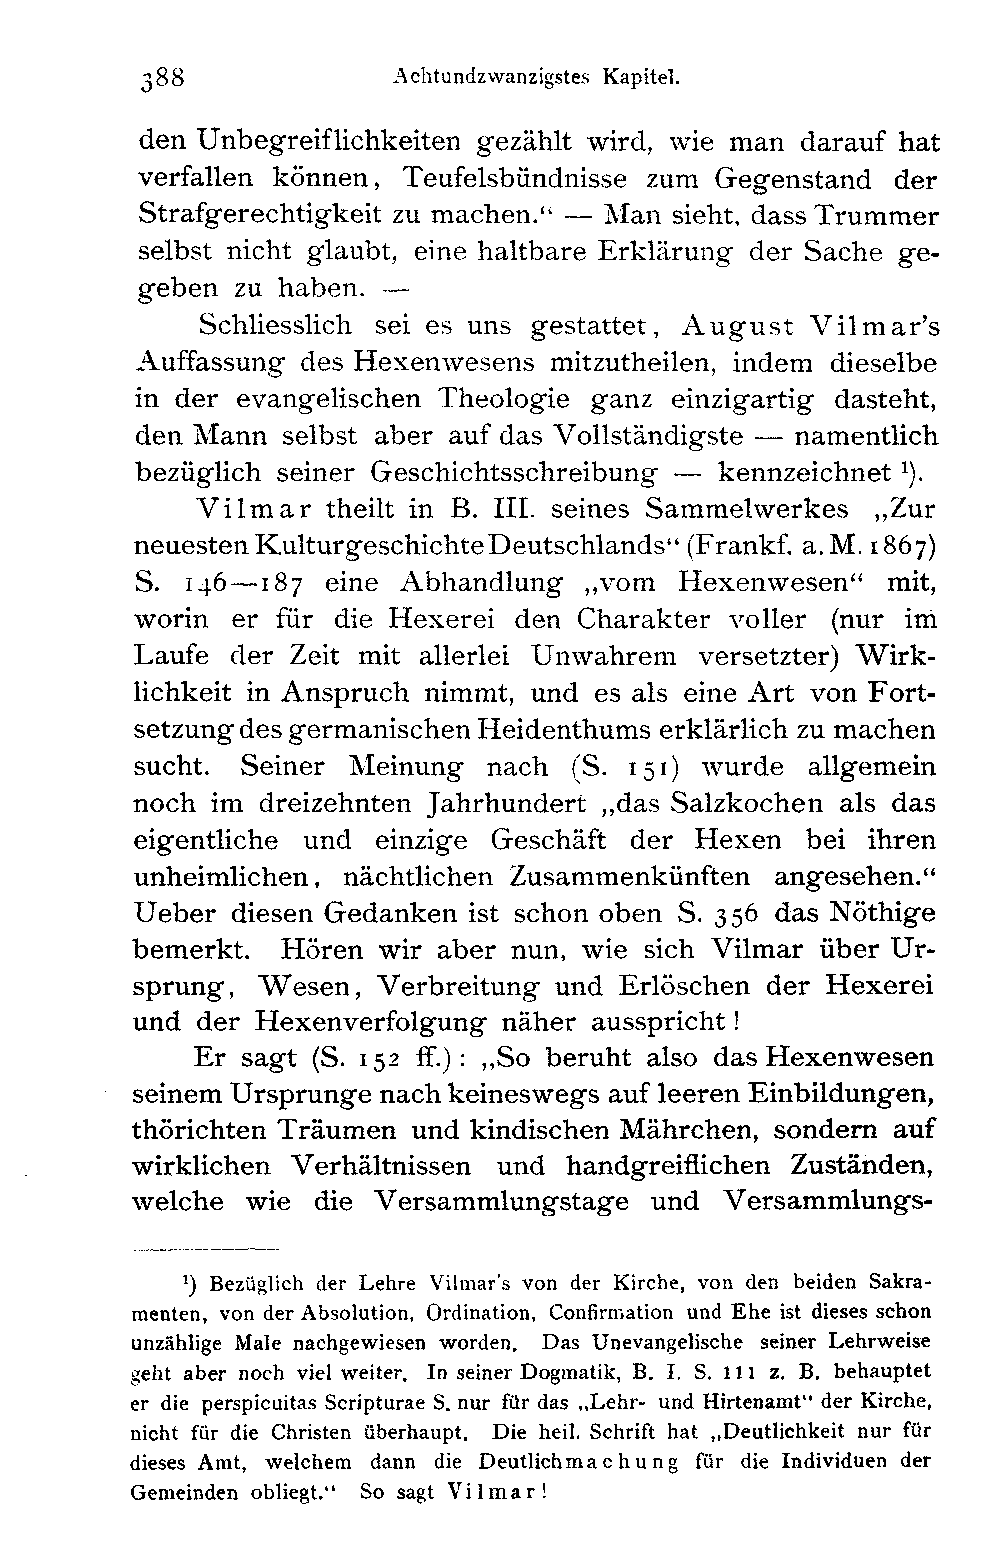 388 Achtundzwanzigstes Kapitel.
den Unbegreiflichkeiten gezählt wird, wie man darauf hat
verfallen können, Teufelsbündnisse zum Gegenstand der
Strafgerechtigkeit zu machen.“ — Man sieht, dass Trummer
selbst nicht glaubt, eine haltbare Erklärung der Sache ge-
geben zu haben. —
Schliesslich sei es uns gestattet, August Vilmar’s
Auffassung des Hexenwesens mitzutheilen, indem dieselbe
in der evangelischen Theologie ganz einzigartig dasteht,
den Mann selbst aber auf das Vollständigste — namentlich
bezüglich seiner Geschichtsschreibung — kennzeichnet ¹).
Vilmar theilt in B. III. seines Sammelwerkes „Zur
neuesten Kulturgeschichte Deutschlands“ (Frankf. a. M. 1867)
S. 146—187 eine Abhandlung „vom Hexenwesen“ mit,
worin er für die Hexerei den Charakter voller (nur im
Laufe der Zeit mit allerlei Unwahrem versetzter) Wirk-
lichkeit in Anspruch nimmt, und es als eine Art von Fort-
setzung des germanischen Heidenthums erklärlich zu machen
sucht. Seiner Meinung nach (S. 151) wurde allgemein
noch im dreizehnten Jahrhundert „das Salzkochen als das
eigentliche und einzige Geschäft der Hexen bei ihren
unheimlichen, nächtlichen Zusammenkünften angesehen.“
Ueber diesen Gedanken ist schon oben S. 356 das Nöthige
bemerkt. Hören wir aber nun, wie sich Vilmar über Ur-
sprung, Wesen, Verbreitung und Erlöschen der Hexerei
und der Hexenverfolgung näher ausspricht!
Er sagt (S. 152 ff.): „So beruht also das Hexenwesen
seinem Ursprunge nach keineswegs auf leeren Einbildungen,
thörichten Träumen und kindischen Mährchen, sondern auf
wirklichen Verhältnissen und handgreiflichen Zuständen,
welche wie die Versammlungstage und Versammlungs-
¹) Bezüglich der Lehre Vilmar's von der Kirche, von den beiden Sakra-
menten, von der Absolution, Ordination, Confirmation und Ehe ist dieses schon
unzählige Male nachgewiesen worden. Das Unevangelische seiner Lehrweise
geht aber noch viel weiter. In seiner Dogmatik, B. I. S. 111 z. B. behauptet
er die perspicuitas Scripturae S. nur für das „Lehr- und Hirtenamt“ der Kirche,
nicht für die Christen überhaupt. Die heil. Schrift hat „Deutlichkeit nur für
dieses Amt, welchem dann die Deutlichmachung für die Individuen der
Gemeinden obliegt.“ So sagt Vilmar!